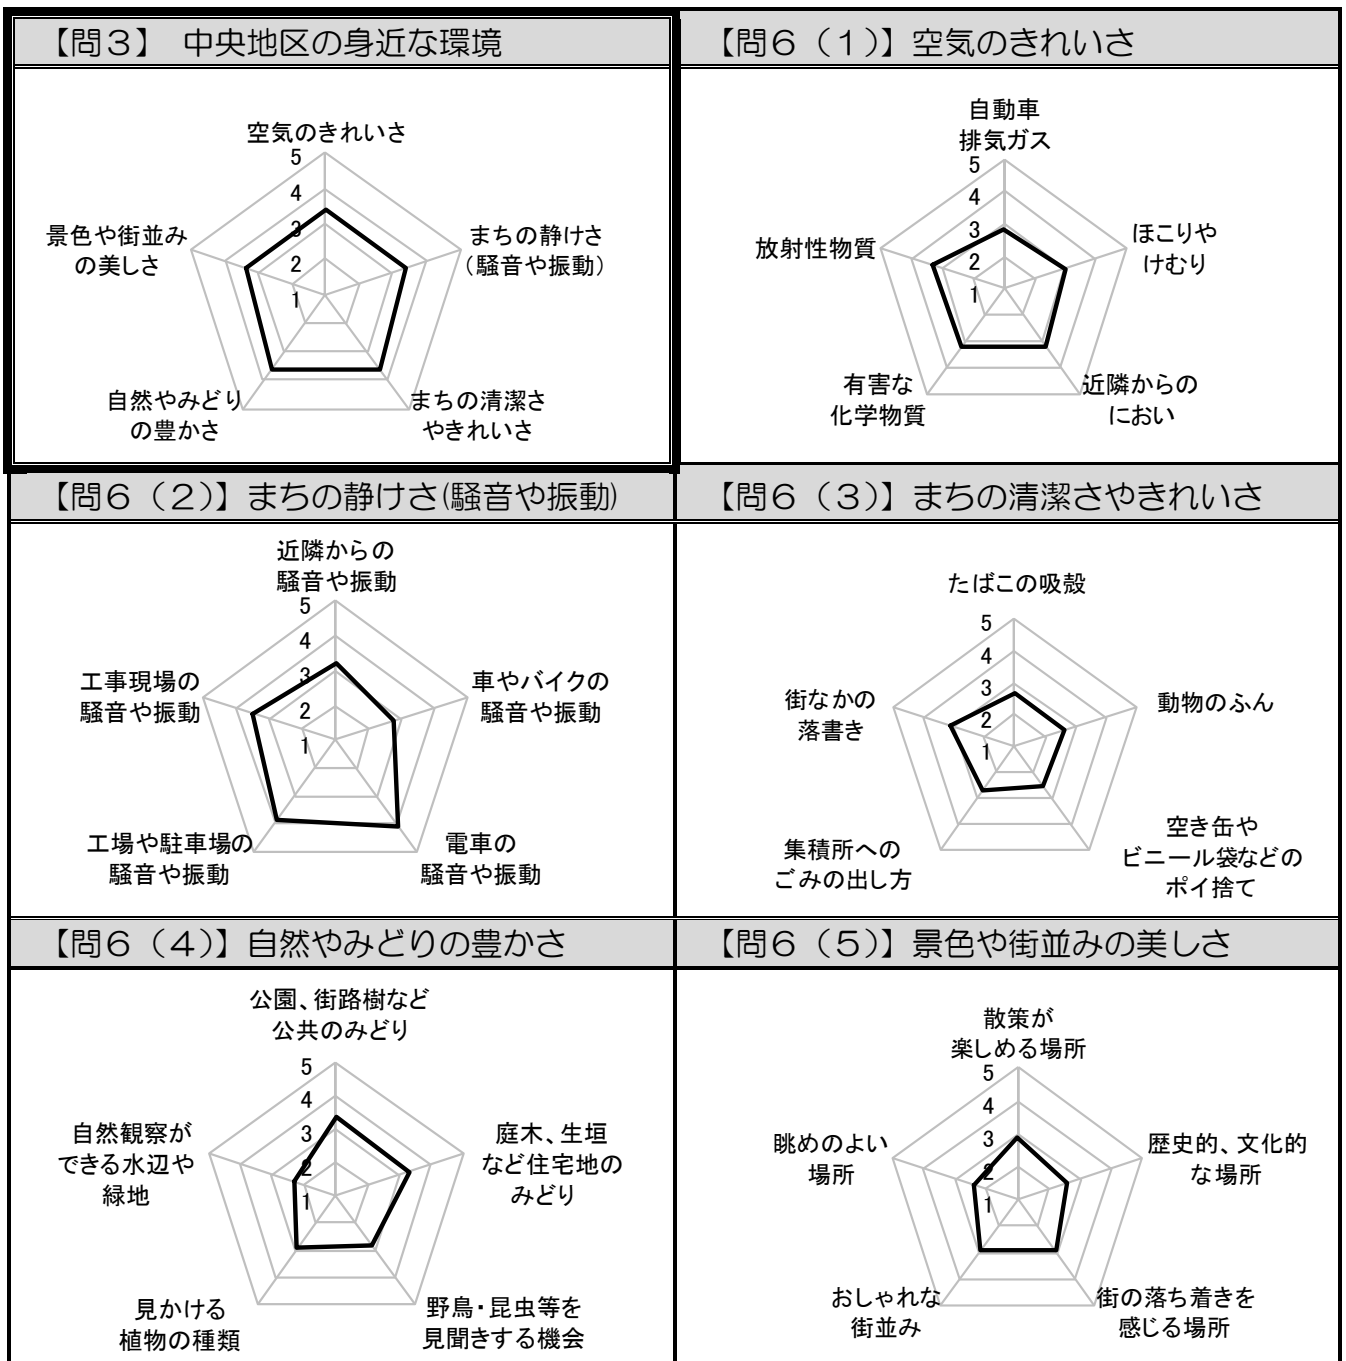 【問3】 中央地区の身近な環境
空気のきれいさ
5
4
3
2
1
まちの静けさ
（騒音や振動）
まちの清潔さ
やきれいさ
自然やみどり
の豊かさ
景色や街並み
の美しさ
【問6（1）】空気のきれいさ
自動車
排気ガス
5
4
3
2
1
ほこりや
けむり
近隣からの
におい
有害な
化学物質
放射性物質
【問6（2）】まちの静けさ(騒音や振動)
近隣からの
騒音や振動
5
4
3
2
1
車やバイクの
騒音や振動
電車の
騒音や振動
工場や駐車場の
騒音や振動
工事現場の
騒音や振動
【問6（3）】まちの清潔さやきれいさ
たばこの吸殻
5
4
3
2
1
動物のふん
空き缶や
ビニール袋などの
ポイ捨て
集積所への
ごみの出し方
街なかの
落書き
【問6（4）】自然やみどりの豊かさ
公園、街路樹など
公共のみどり
5
4
3
2
1
庭木、生垣
など住宅地の
みどり
野鳥・昆虫等を
見聞きする機会
見かける
植物の種類
自然観察が
できる水辺や
緑地
【問6（5）】景色や街並みの美しさ
散策が
楽しめる場所
5
4
3
2
1
歴史的、文化的
な場所
街の落ち着きを
感じる場所
おしゃれな
街並み
眺めのよい
場所